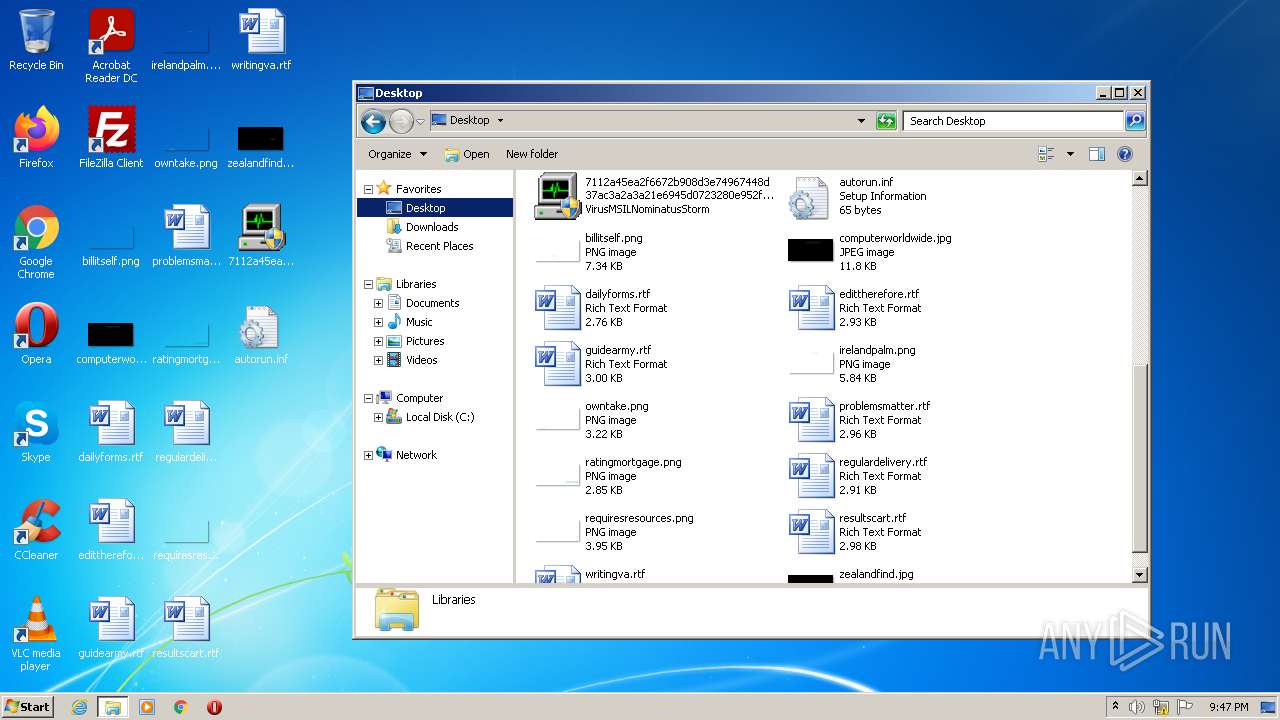 Recycle Bin
Acrobat
Reader DC
irelandpalm....
writingva.rtf
Firefox
FileZilla Client
owntake.png
zealandfind...
Google
Chrome
billitself.png
problemsma...
7112a45ea...
Opera
computerwo...
ratingmortg...
autorun.inf
Skype
dailyforms.rtf
regulardeli...
CCleaner
edittherefo...
requiresres...
VLC media
player
guidearmy.rtf
resultscart.rtf
Desktop
Desktop
Search Desktop
Organize
Open
New folder
Favorites
Desktop
Downloads
Recent Places
Libraries
Documents
Music
Pictures
Videos
Computer
Local Disk (C:)
Network
7112a45ea2f6672b908d3e74967448d
37ac3d2a3a21e6945d0723280e952f...
VirusMSILNominatusStorm
autorun.inf
Setup Information
65 bytes
billitself.png
PNG image
7.34 KB
computerworldwide.jpg
JPEG image
11.8 KB
dailyforms.rtf
Rich Text Format
2.76 KB
edittherefore.rtf
Rich Text Format
2.93 KB
guidearmy.rtf
Rich Text Format
3.00 KB
irelandpalm.png
PNG image
5.84 KB
owntake.png
PNG image
3.22 KB
problemsmatter.rtf
Rich Text Format
2.96 KB
ratingmortgage.png
PNG image
2.85 KB
regulardelivery.rtf
Rich Text Format
2.91 KB
requiresresources.png
PNG image
3.95 KB
resultscart.rtf
Rich Text Format
2.98 KB
writingva.rtf
zealandfind.jpg
Libraries
ANY RUN
Start
9:47 PM